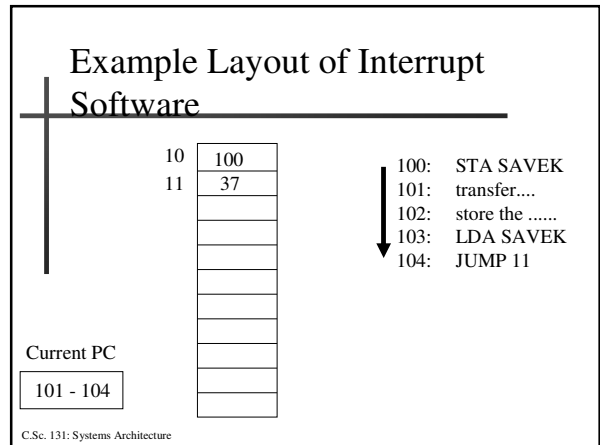 Example Layout of Interrupt
Software
10 100
11 37
100: STA SAVEK
101: transfer....
102: store the ......
103: LDA SAVEK
104: JUMP 11
Current PC
101 - 104
C.Sc. 131: Systems Architecture